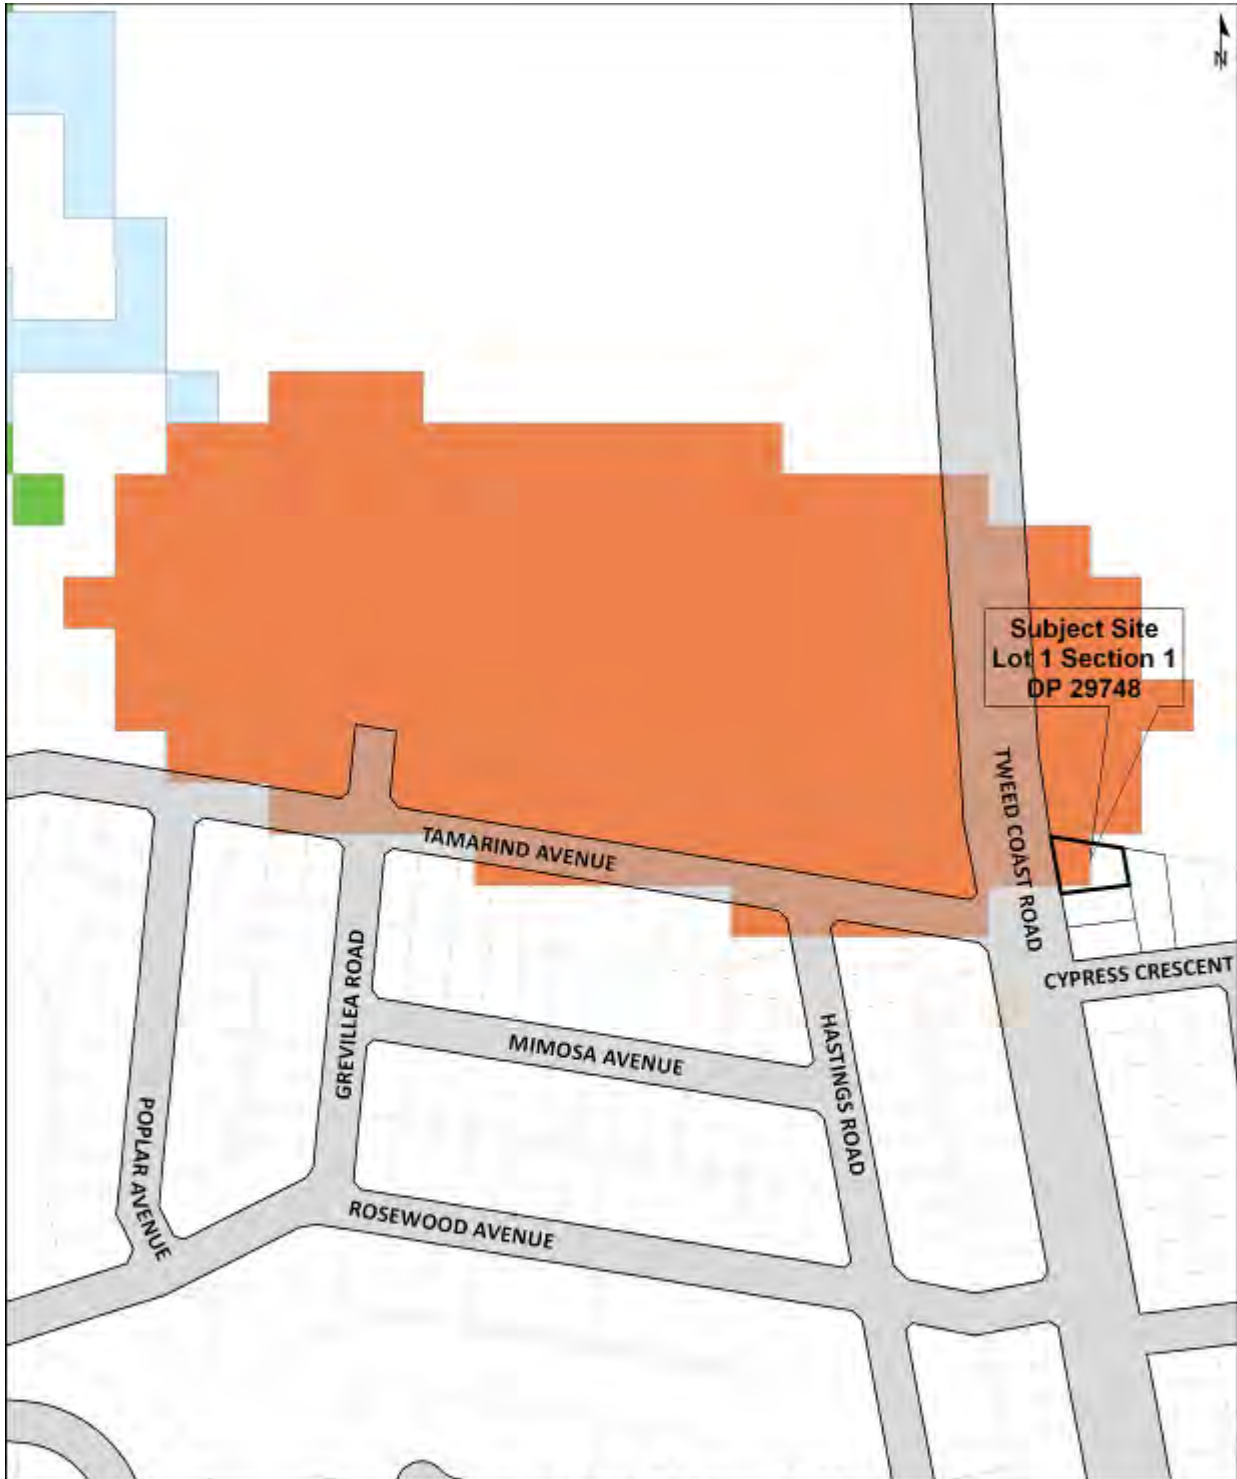 N
Subject Site
Lot 1 Section 1
DP 29748
TWEED COAST ROAD
TAMARIND AVENUE
CYPRESS CRESCENT
GREVILLEA ROAD
MIMOSA AVENUE
HASTINGS ROAD
POPLAR AVENUE
ROSEWOOD AVENUE